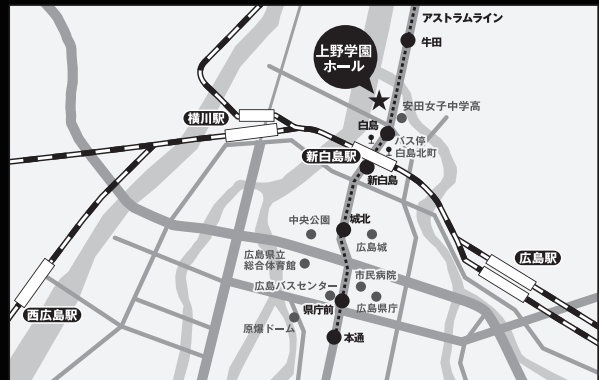 アストラムライン
牛田
上野学園
ホール
安田女子中学高
横川駅
白島
バス停
白島北町
新白島駅
新白島
中央公園
城北
広島城
広島県立
総合体育館
広島駅
市民病院
広島バスセンター
県庁前
広島県庁
西広島駅
原爆ドーム
本通